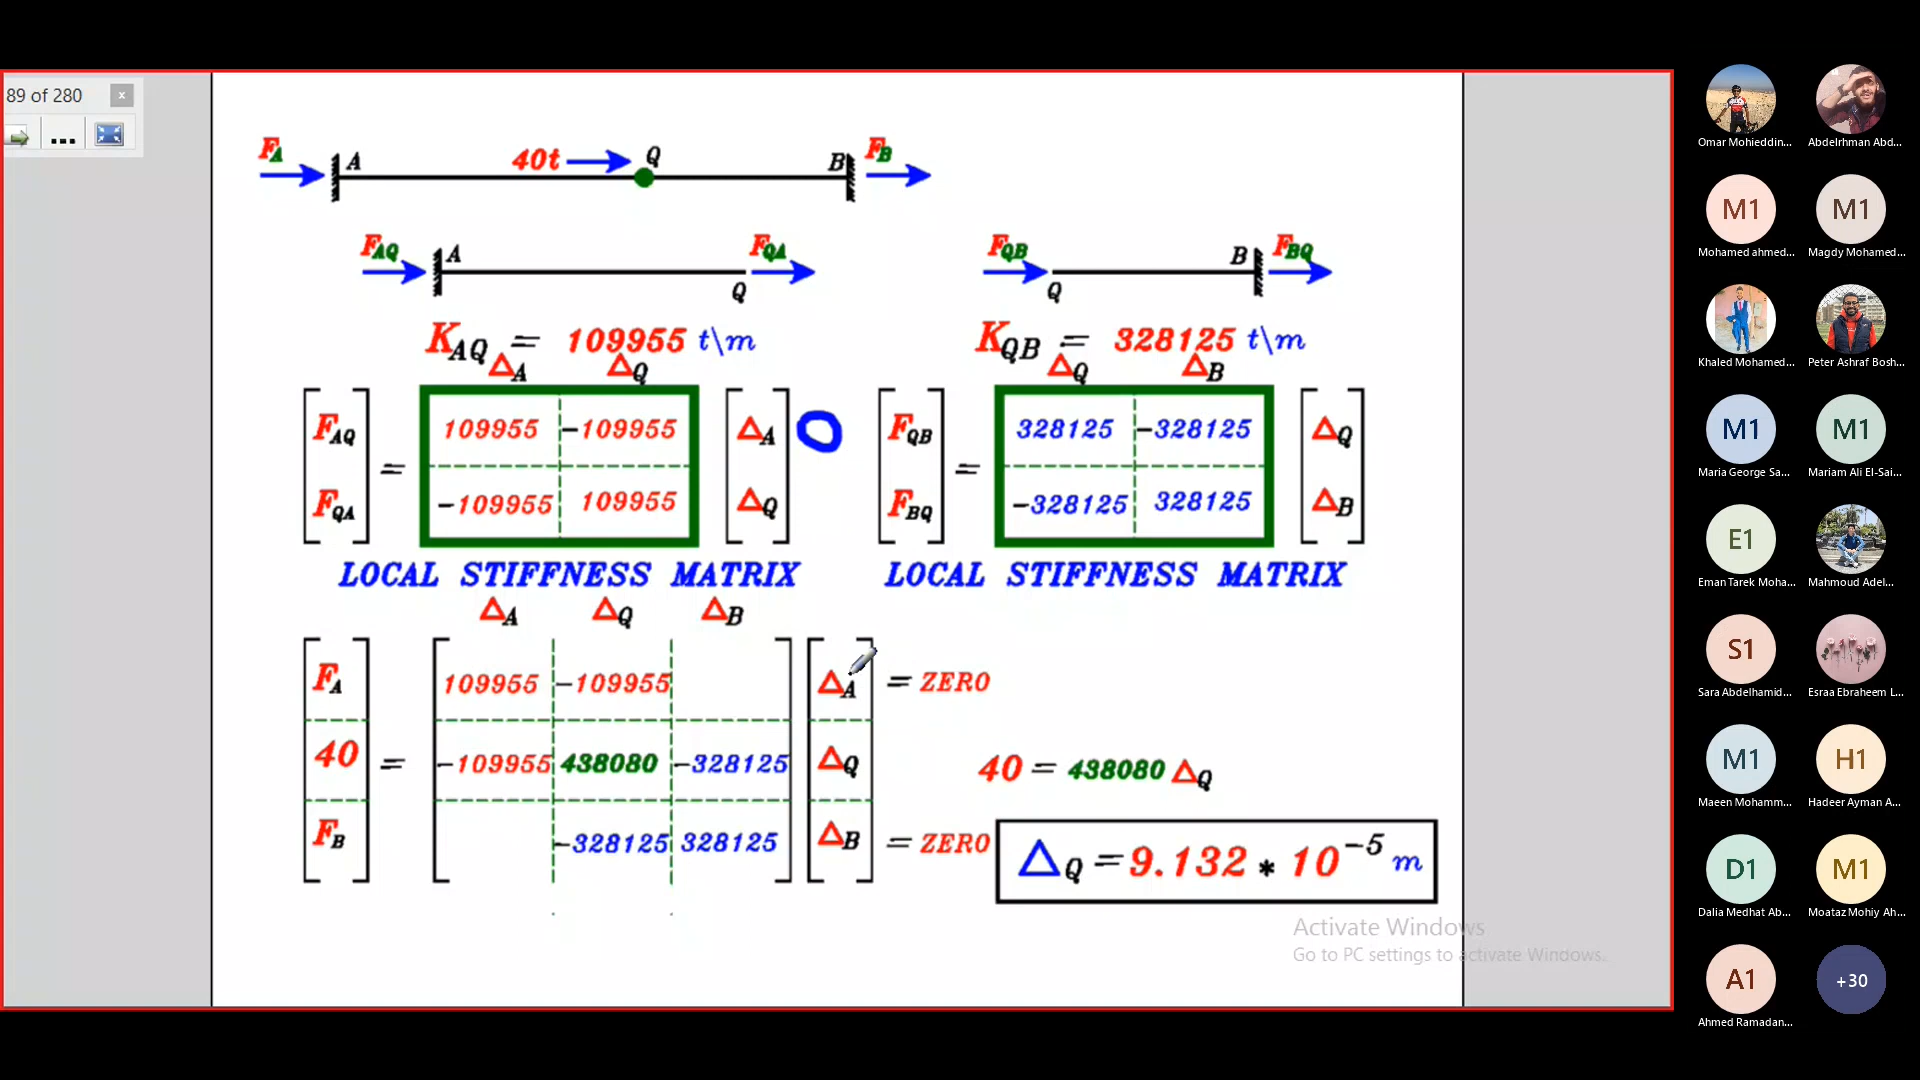 89 of 280
x
...
FA A 40t Q B FB
FAQ A FQA Q
FQB Q B FBQ
KAQ = 109955 t\m
KQB = 328125 t\m
ΔA ΔQ
ΔQ ΔB
FAQ 109955 -109955 ΔA 0
=
FQA -109955 109955 ΔQ
FQB 328125 -328125 ΔQ
=
FBQ -328125 328125 ΔB
LOCAL STIFFNESS MATRIX
LOCAL STIFFNESS MATRIX
ΔA ΔQ ΔB
FA 109955 -109955 ΔA = ZERO
40 = -109955 438080 -328125 ΔQ
FB -328125 328125 ΔB = ZERO
40 = 438080 ΔQ
ΔQ = 9.132 * 10^-5 m
Activate Windows
Go to PC settings to activate Windows.
Omar Mohieddin...
Abdelrhman Abd...
M1
Mohamed ahmed...
M1
Magdy Mohamed...
Khaled Mohamed...
Peter Ashraf Bosh...
M1
Maria George Sa...
M1
Mariam Ali El-Sai...
E1
Eman Tarek Moha...
Mahmoud Adel...
S1
Sara Abdelhamid...
Esraa Ebraheem L...
M1
Maeen Mohamm...
H1
Hadeer Ayman A...
D1
Dalia Medhat Ab...
M1
Moataz Mohiy Ah...
A1
Ahmed Ramadan...
+30